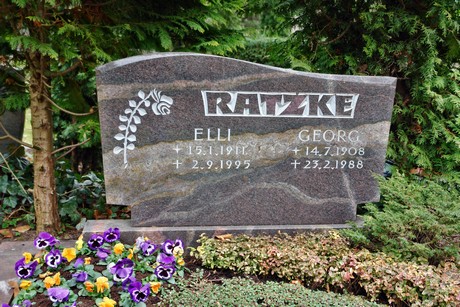 RATZKE
ELLI GEORG
+ 15.1.1911 + 14.7.1908
+ 2.9.1995 + 23.2.1988